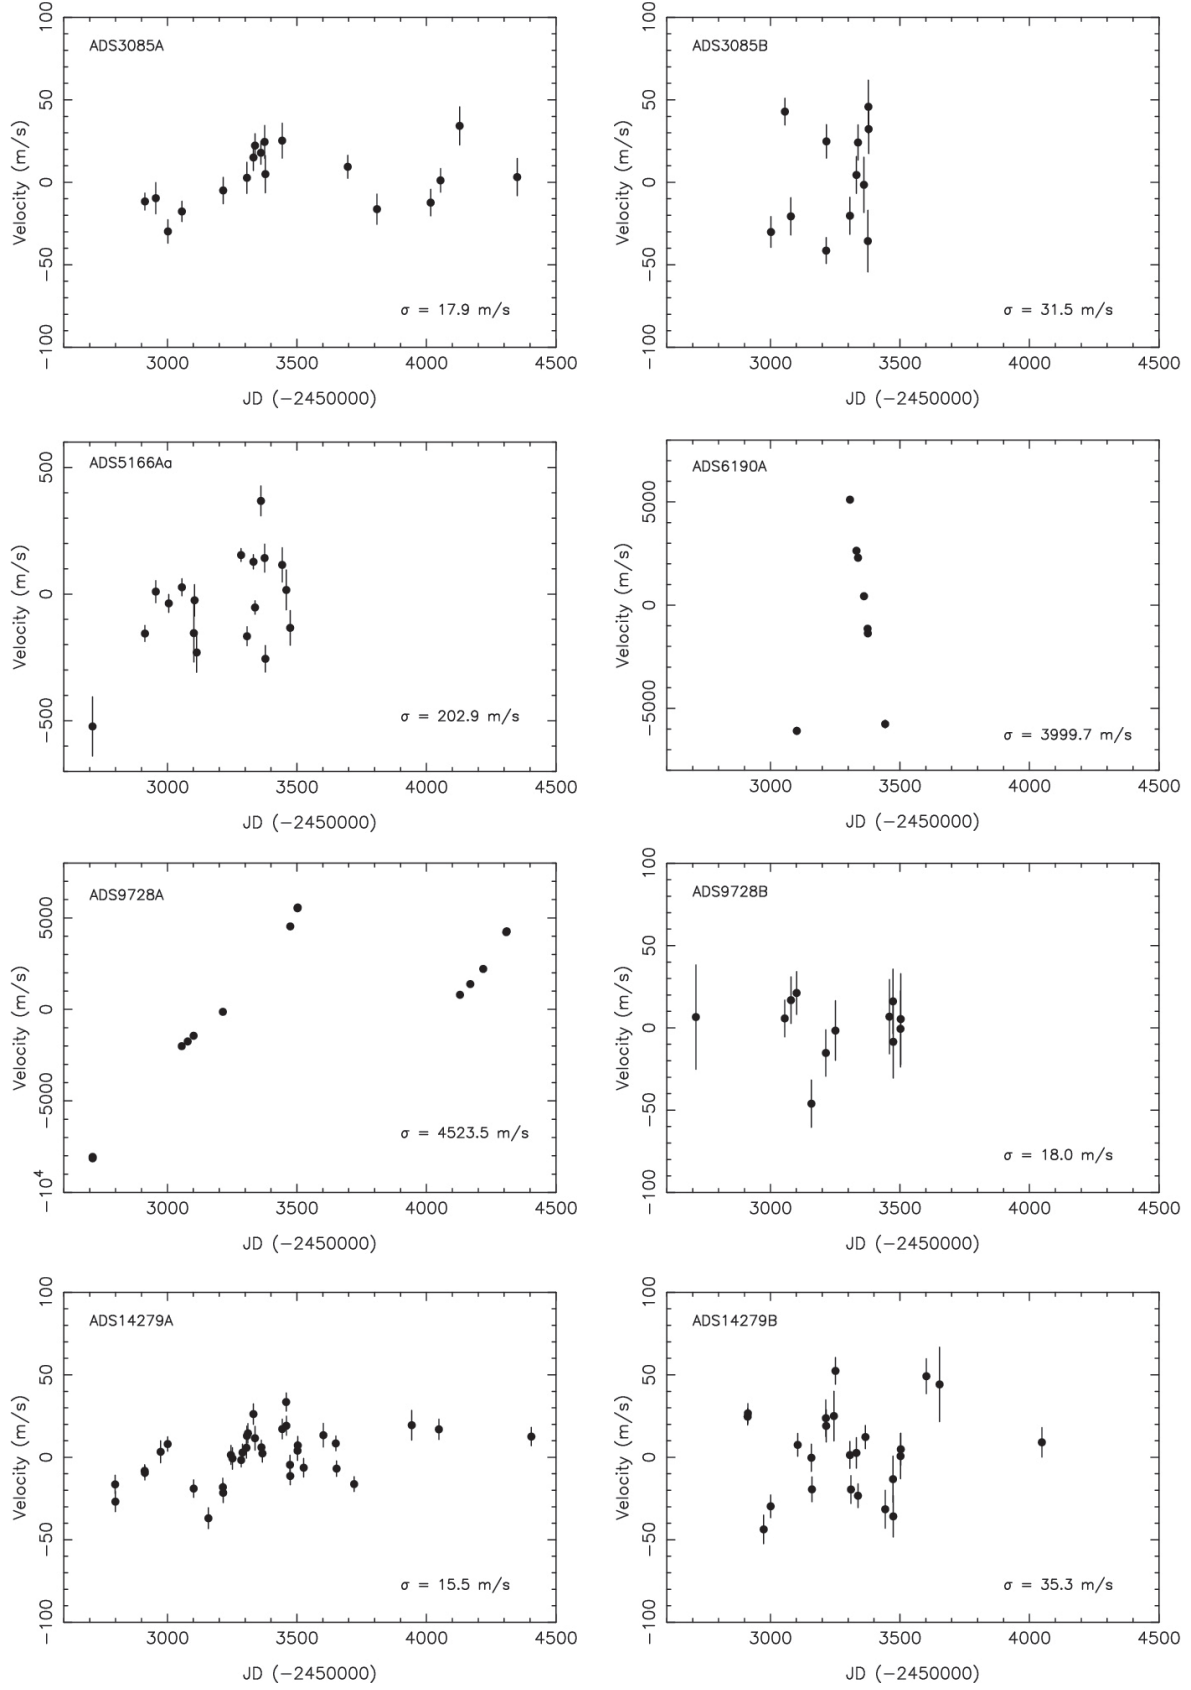 ADS3085A
Velocity (m/s)
100
50
0
−50
−100
σ = 17.9 m/s
3000 3500 4000 4500
JD (−2450000)
ADS3085B
Velocity (m/s)
100
50
0
−50
−100
σ = 31.5 m/s
3000 3500 4000 4500
JD (−2450000)
ADS5166Aa
Velocity (m/s)
500
0
−500
σ = 202.9 m/s
3000 3500 4000 4500
JD (−2450000)
ADS6190A
Velocity (m/s)
5000
0
−5000
σ = 3999.7 m/s
3000 3500 4000 4500
JD (−2450000)
ADS9728A
Velocity (m/s)
5000
0
−5000
−10⁴
σ = 4523.5 m/s
3000 3500 4000 4500
JD (−2450000)
ADS9728B
Velocity (m/s)
100
50
0
−50
−100
σ = 18.0 m/s
3000 3500 4000 4500
JD (−2450000)
ADS14279A
Velocity (m/s)
100
50
0
−50
−100
σ = 15.5 m/s
3000 3500 4000 4500
JD (−2450000)
ADS14279B
Velocity (m/s)
100
50
0
−50
−100
σ = 35.3 m/s
3000 3500 4000 4500
JD (−2450000)